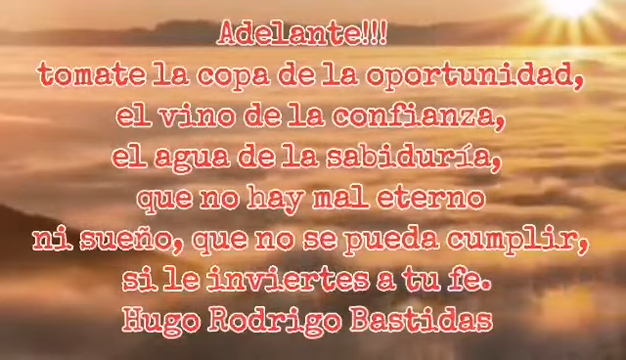 Adelante!!!
tomate la copa de la oportunidad,
el vino de la confianza,
el agua de la sabiduría,
que no hay mal eterno
ni sueño, que no se pueda cumplir,
si le inviertes a tu fe.
Hugo Rodrigo Bastidas